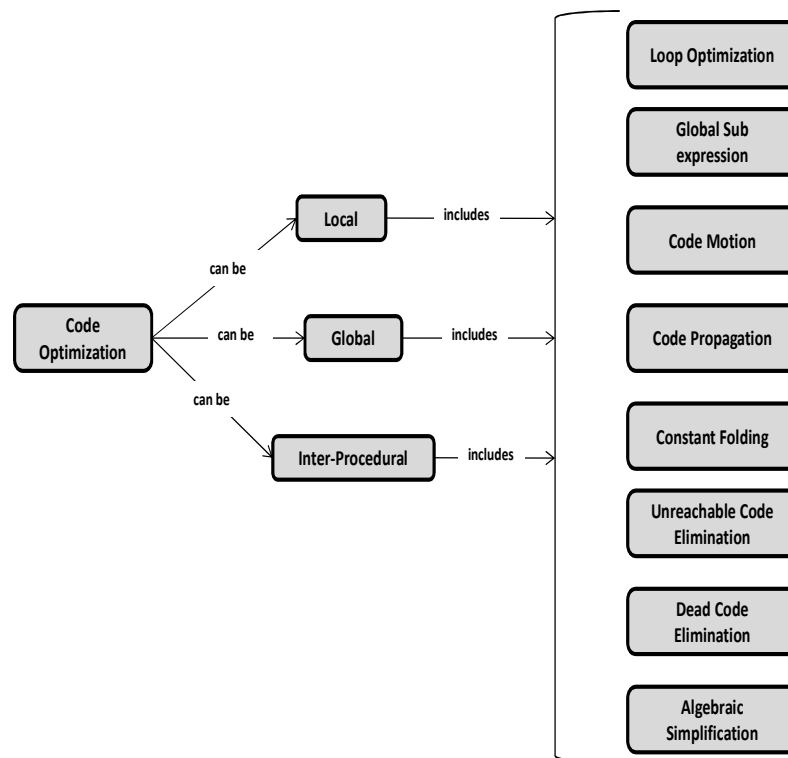 Code
Optimization
can be
can be
can be
Local
Global
Inter-Procedural
includes
includes
includes
Loop Optimization
Global Sub
expression
Code Motion
Code Propagation
Constant Folding
Unreachable Code
Elimination
Dead Code
Elimination
Algebraic
Simplification